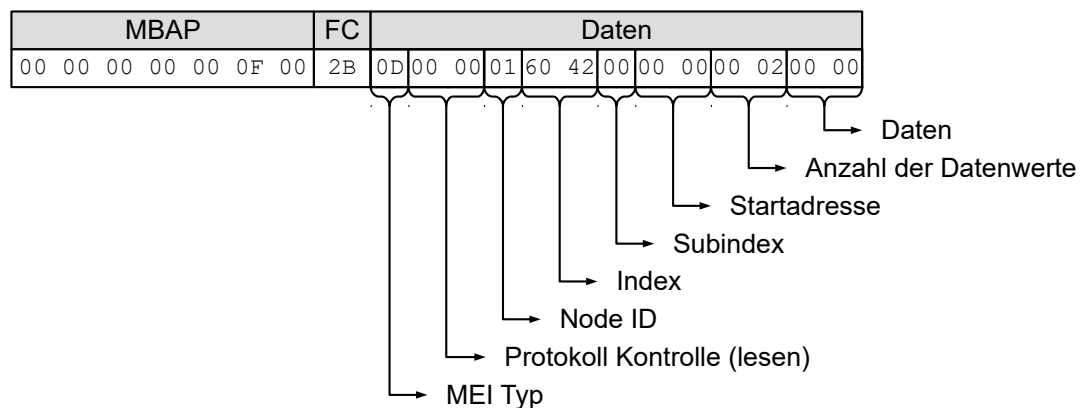 MBAP FC Daten
00 00 00 00 00 0F 00 2B 0D 00 00 01 60 42 00 00 00 00 02 00 00
Daten
Anzahl der Datenwerte
Startadresse
Subindex
Index
Node ID
Protokoll Kontrolle (lesen)
MEI Typ